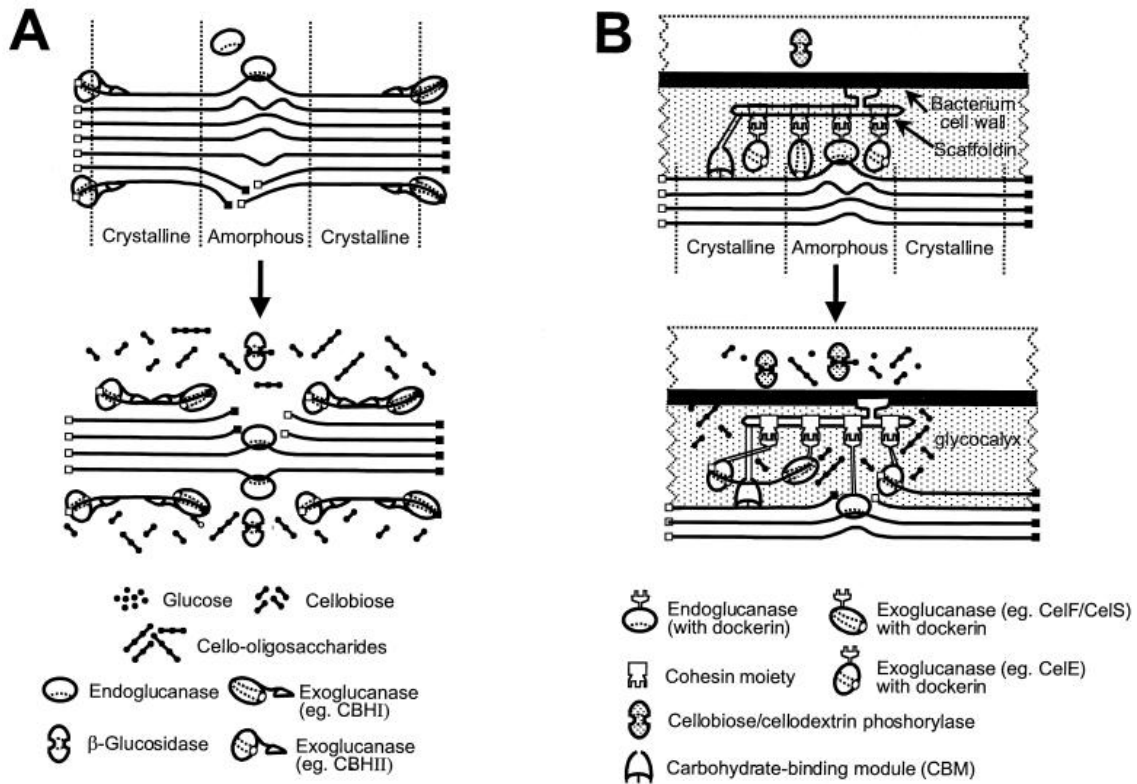 A
Crystalline
Amorphous
Crystalline
Glucose
Cellobiose
Cello-oligosaccharides
Endoglucanase
Exoglucanase
(eg. CBHI)
β-Glucosidase
Exoglucanase
(eg. CBHII)
B
Bacterium
cell wall
Scaffoldin
Crystalline
Amorphous
Crystalline
glycocalyx
Endoglucanase
(with dockerin)
Exoglucanase (eg. CelF/CelS)
with dockerin
Cohesin moiety
Exoglucanase (eg. CelE)
with dockerin
Cellobiose/cellodextrin phoshorylase
Carbohydrate-binding module (CBM)